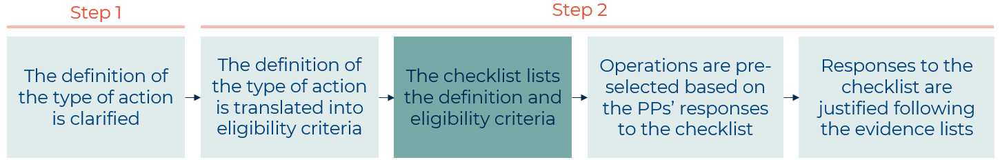 Step 1
Step 2
The definition of
the type of action
is clarified
The definition of
the type of action
is translated into
eligibility criteria
The checklist lists
the definition and
eligibility criteria
Operations are pre-
selected based on
the PPs’ responses
to the checklist
Responses to the
checklist are
justified following
the evidence lists